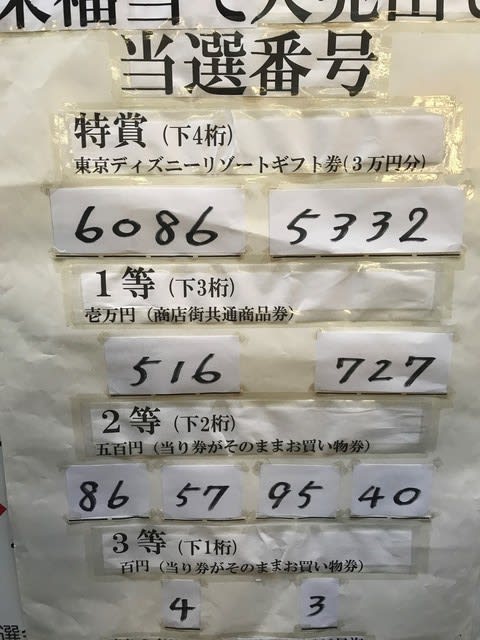 当選番号
特賞（下4桁）
東京ディズニーリゾートギフト券(３万円分)
6086 5332
１等（下3桁）
壱万円（商店街共通商品券）
516 727
２等（下2桁）
五百円（当り券がそのままお買い物券）
86 57 95 40
３等（下1桁）
百円（当り券がそのままお買い物券）
4 3